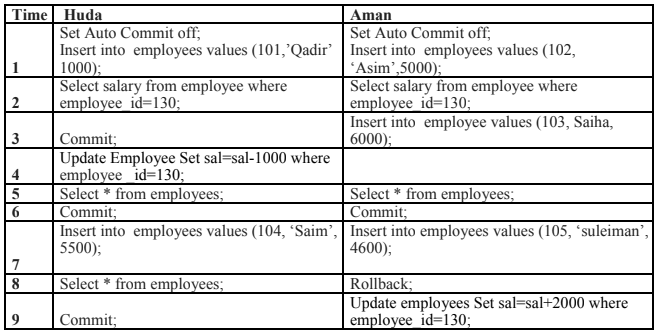 Time Huda Aman
Set Auto Commit off; Set Auto Commit off;
Insert into employees values (101,’Qadir’ Insert into employees values (102,
1 1000); ‘Asim’,5000);
Select salary from employee where Select salary from employee where
2 employee_id=130; employee_id=130;
Insert into employee values (103, Saiha,
3 Commit; 6000);
Update Employee Set sal=sal-1000 where
4 employee _id=130;
5 Select * from employees; Select * from employees;
6 Commit; Commit;
Insert into employees values (104, ‘Saim’, Insert into employees values (105, ‘suleiman’,
5500); 4600);
7
8 Select * from employees; Rollback;
Update employees Set sal=sal+2000 where
9 Commit; employee_id=130;